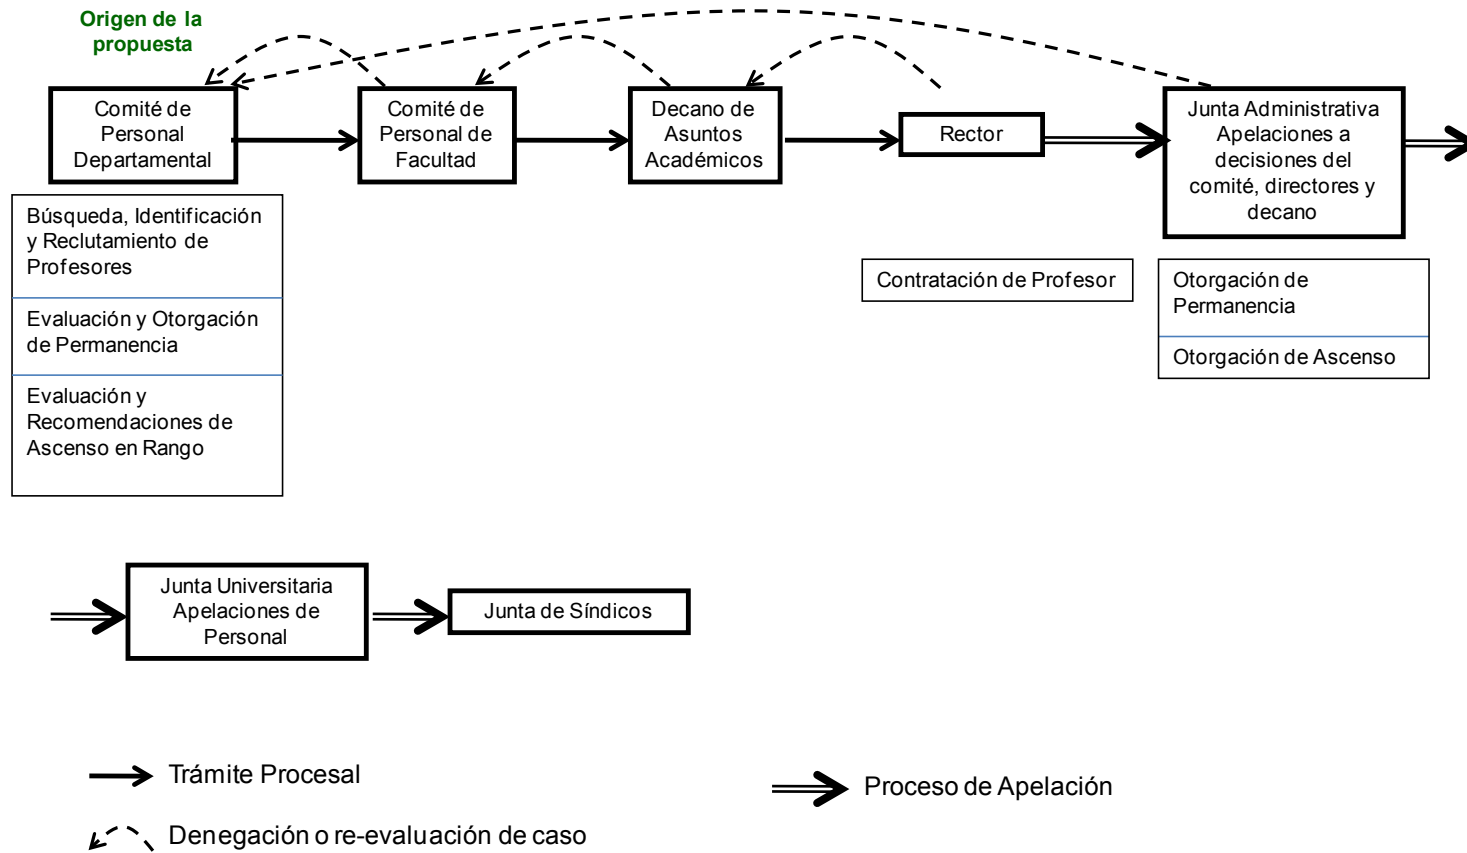 Origen de la
propuesta
Comité de
Personal
Departamental
Comité de
Personal de
Facultad
Decano de
Asuntos
Académicos
Rector
Junta Administrativa
Apelaciones a
decisiones del
comité, directores y
decano
Búsqueda, Identificación
y Reclutamiento de
Profesores
Evaluación y Otorgación
de Permanencia
Evaluación y
Recomendaciones de
Ascenso en Rango
Contratación de Profesor
Otorgación de
Permanencia
Otorgación de Ascenso
Junta Universitaria
Apelaciones de
Personal
Junta de Síndicos
Trámite Procesal
Proceso de Apelación
Denegación o re-evaluación de caso